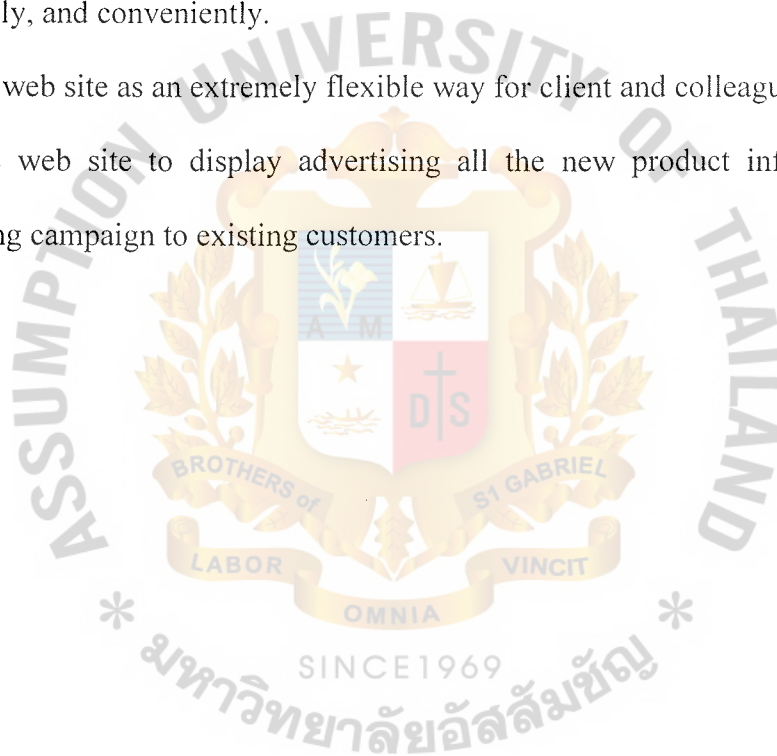 ly, and conveniently.
web site as an extremely flexible way for client and colleagu
web site to display advertising all the new product inf
ng campaign to existing customers.
ASSUMPTION UNIVERSITY OF THAILAND
A M
D S
BROTHERS of S1 GABRIEL
LABOR VINCIT
OMNIA
SINCE1969
* มหาวิทยาลัยอัสสัมชัญ *